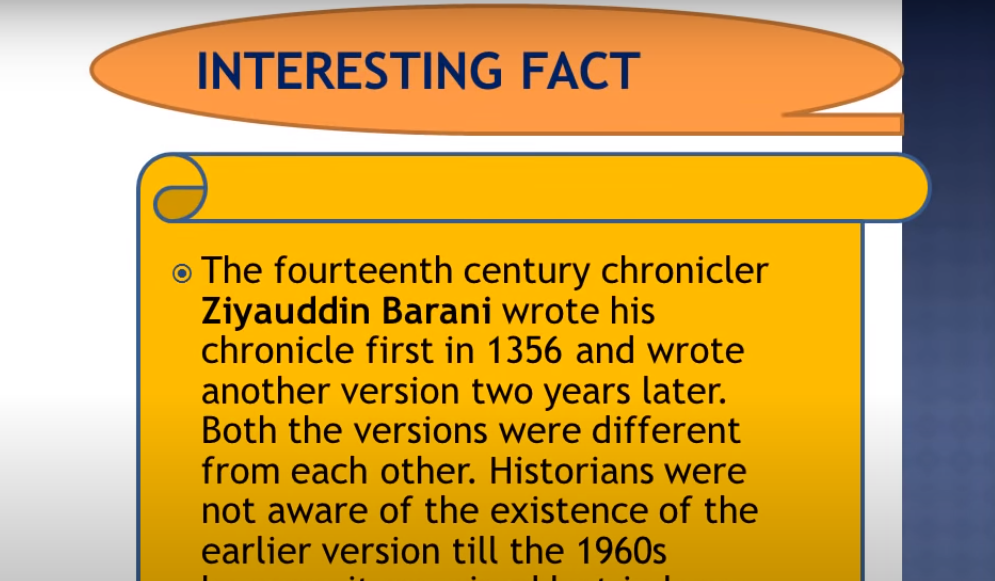 INTERESTING FACT
The fourteenth century chronicler
Ziyauddin Barani wrote his
chronicle first in 1356 and wrote
another version two years later.
Both the versions were different
from each other. Historians were
not aware of the existence of the
earlier version till the 1960s